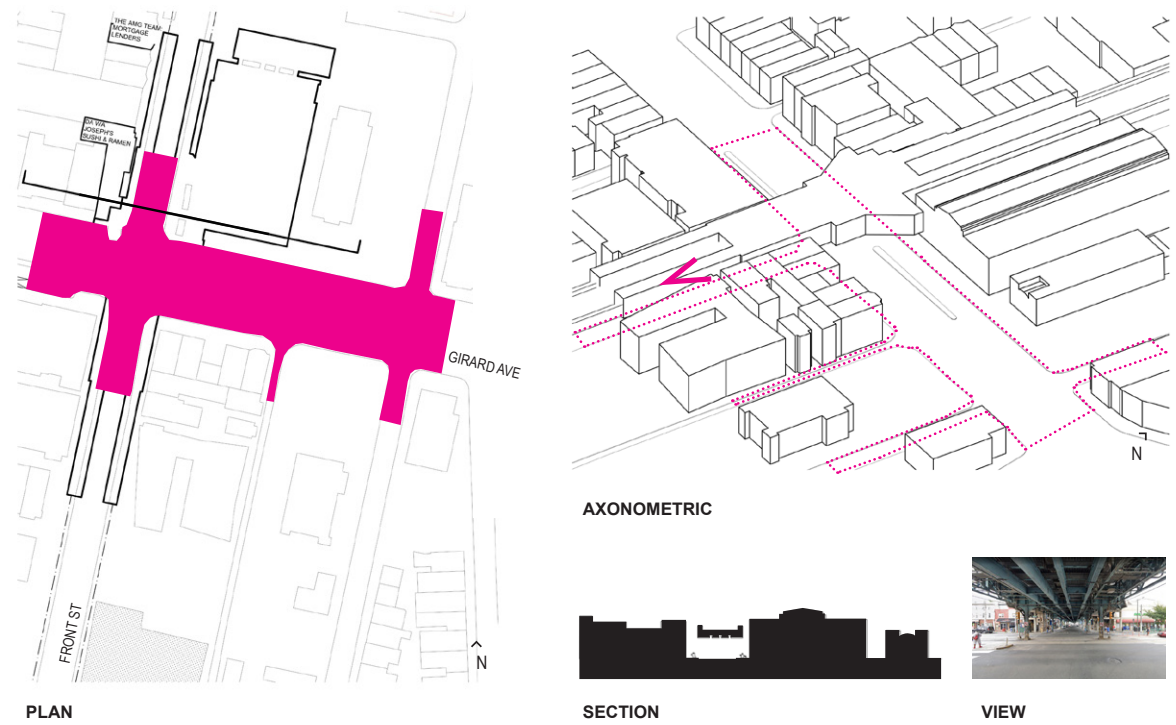 THE AMG TEAM:
MORTGAGE
LENDERS
DA WA
JOSEPH'S
SUSHI & RAMEN
GIRARD AVE
FRONT ST
N
PLAN
N
AXONOMETRIC
SECTION
VIEW